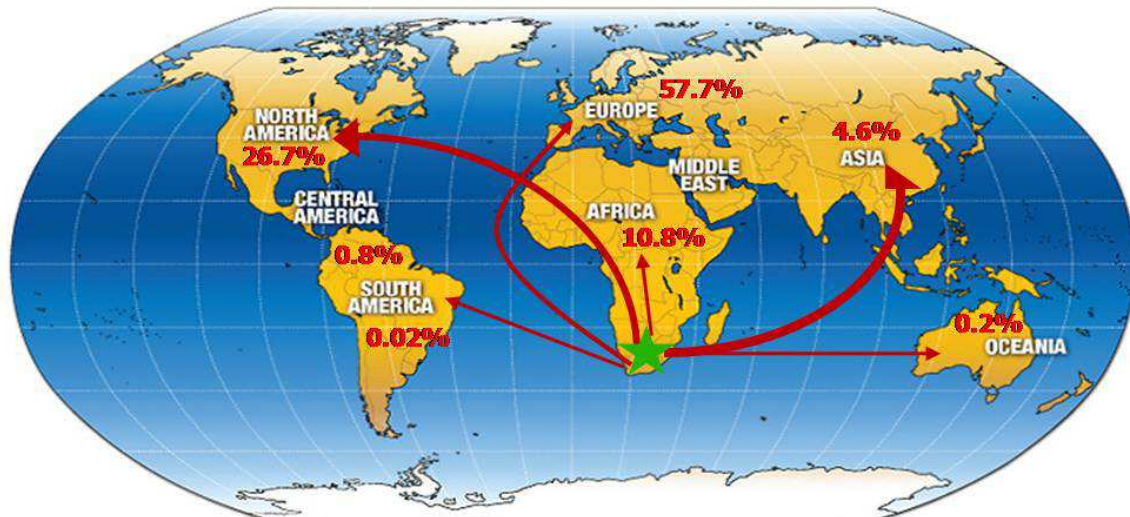 57.7%
EUROPE
NORTH
AMERICA
26.7%
4.6%
ASIA
MIDDLE
EAST
CENTRAL
AMERICA
AFRICA
10.8%
0.8%
SOUTH
AMERICA
0.02%
0.2%
OCEANIA